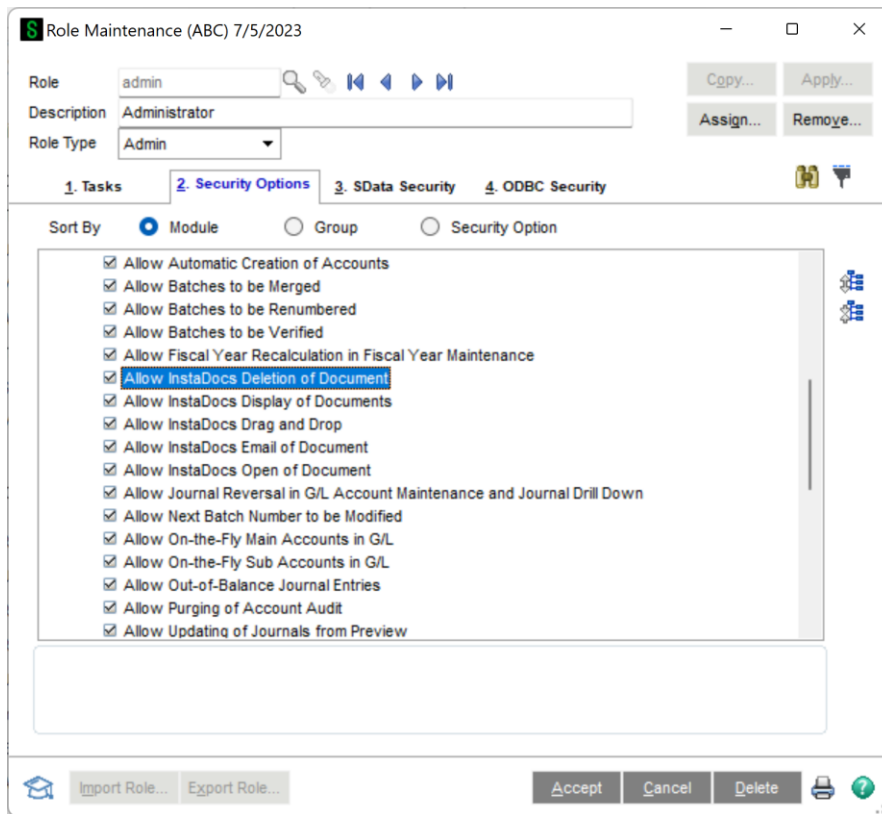 S Role Maintenance (ABC) 7/5/2023
Role admin Copy... Apply...
Description Administrator Assign... Remove...
Role Type Admin
1. Tasks 2. Security Options 3. SData Security 4. ODBC Security
Sort By Module Group Security Option
Allow Automatic Creation of Accounts
Allow Batches to be Merged
Allow Batches to be Renumbered
Allow Batches to be Verified
Allow Fiscal Year Recalculation in Fiscal Year Maintenance
Allow InstaDocs Deletion of Document
Allow InstaDocs Display of Documents
Allow InstaDocs Drag and Drop
Allow InstaDocs Email of Document
Allow InstaDocs Open of Document
Allow Journal Reversal in G/L Account Maintenance and Journal Drill Down
Allow Next Batch Number to be Modified
Allow On-the-Fly Main Accounts in G/L
Allow On-the-Fly Sub Accounts in G/L
Allow Out-of-Balance Journal Entries
Allow Purging of Account Audit
Allow Updating of Journals from Preview
Import Role... Export Role... Accept Cancel Delete ?